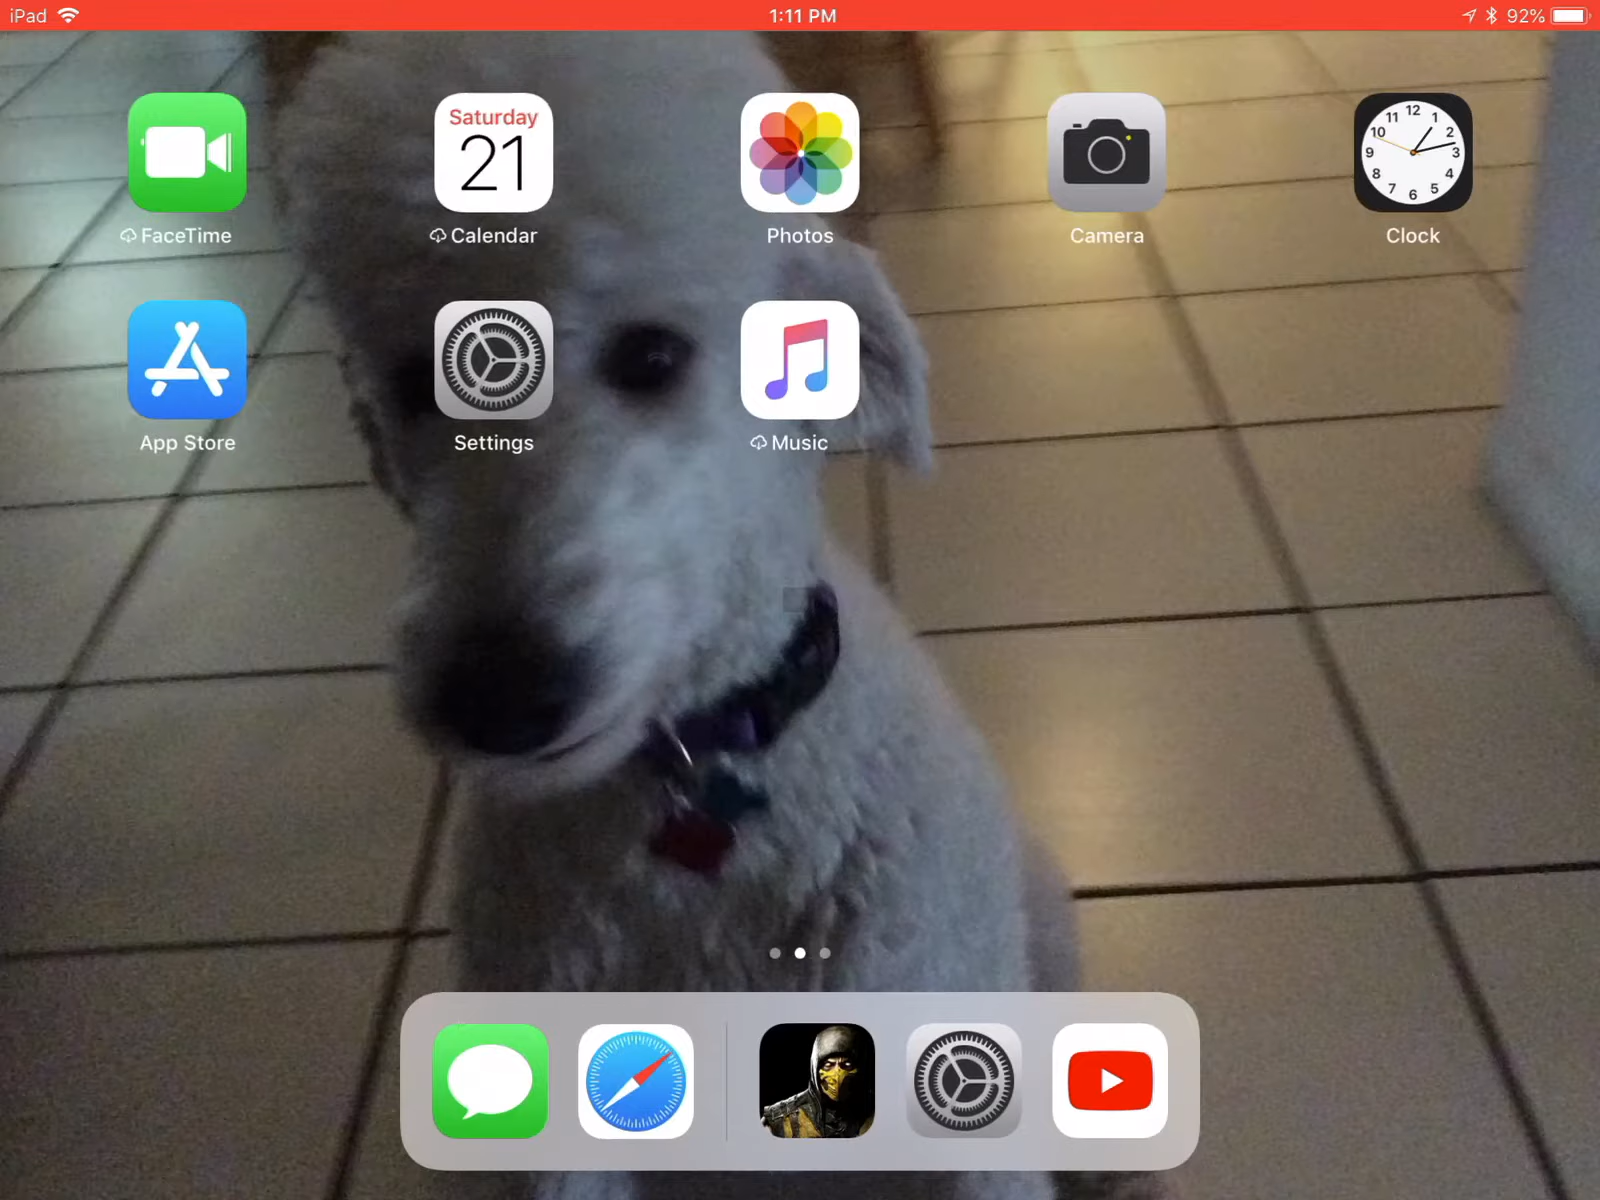 iPad 1:11 PM 92%
Saturday
21
12
11 1
10 2
9 3
8 4
7 5
6
FaceTime Calendar Photos Camera Clock
App Store Settings Music